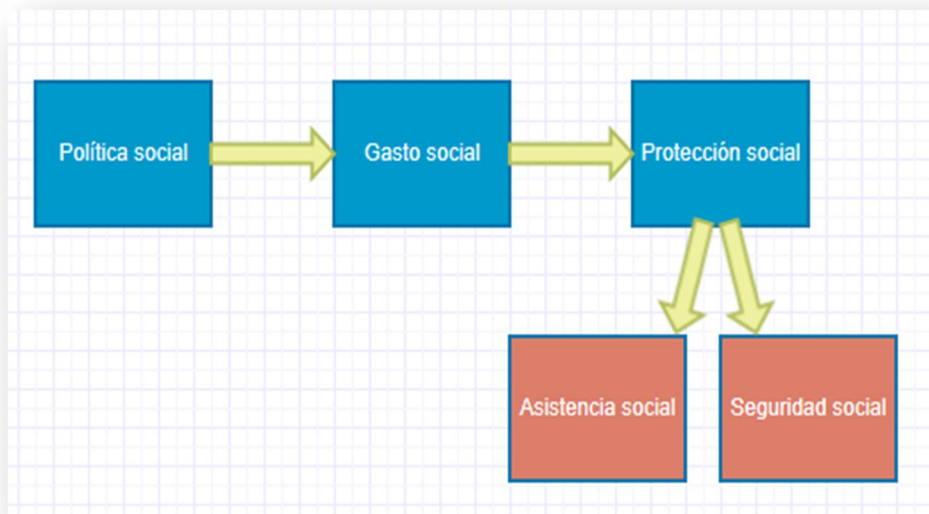 Política social
Gasto social
Protección social
Asistencia social
Seguridad social